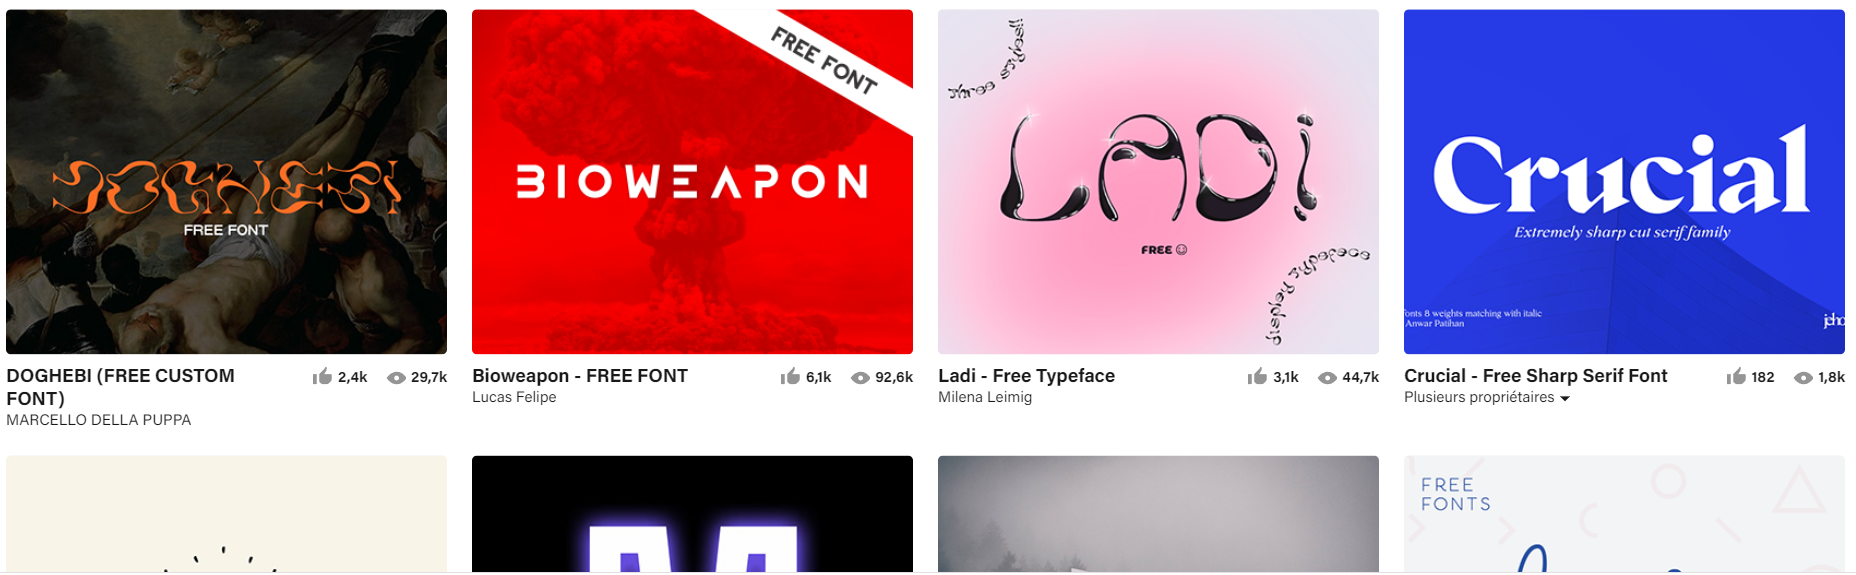 DOGHEBI
FREE FONT
DOGHEBI (FREE CUSTOM
FONT)
2,4k
29,7k
MARCELLO DELLA PUPPA
FREE FONT
BIOWEAPON
Bioweapon - FREE FONT
6,1k
92,6k
Lucas Felipe
three styles!!
LADi
FREE
display typeface
Ladi - Free Typeface
3,1k
44,7k
Milena Leimig
Crucial
Extremely sharp cut serif family
fonts 8 weights matching with italic
Anwar Patihan
jeho
Crucial - Free Sharp Serif Font
182
1,8k
Plusieurs propriétaires
FREE
FONTS